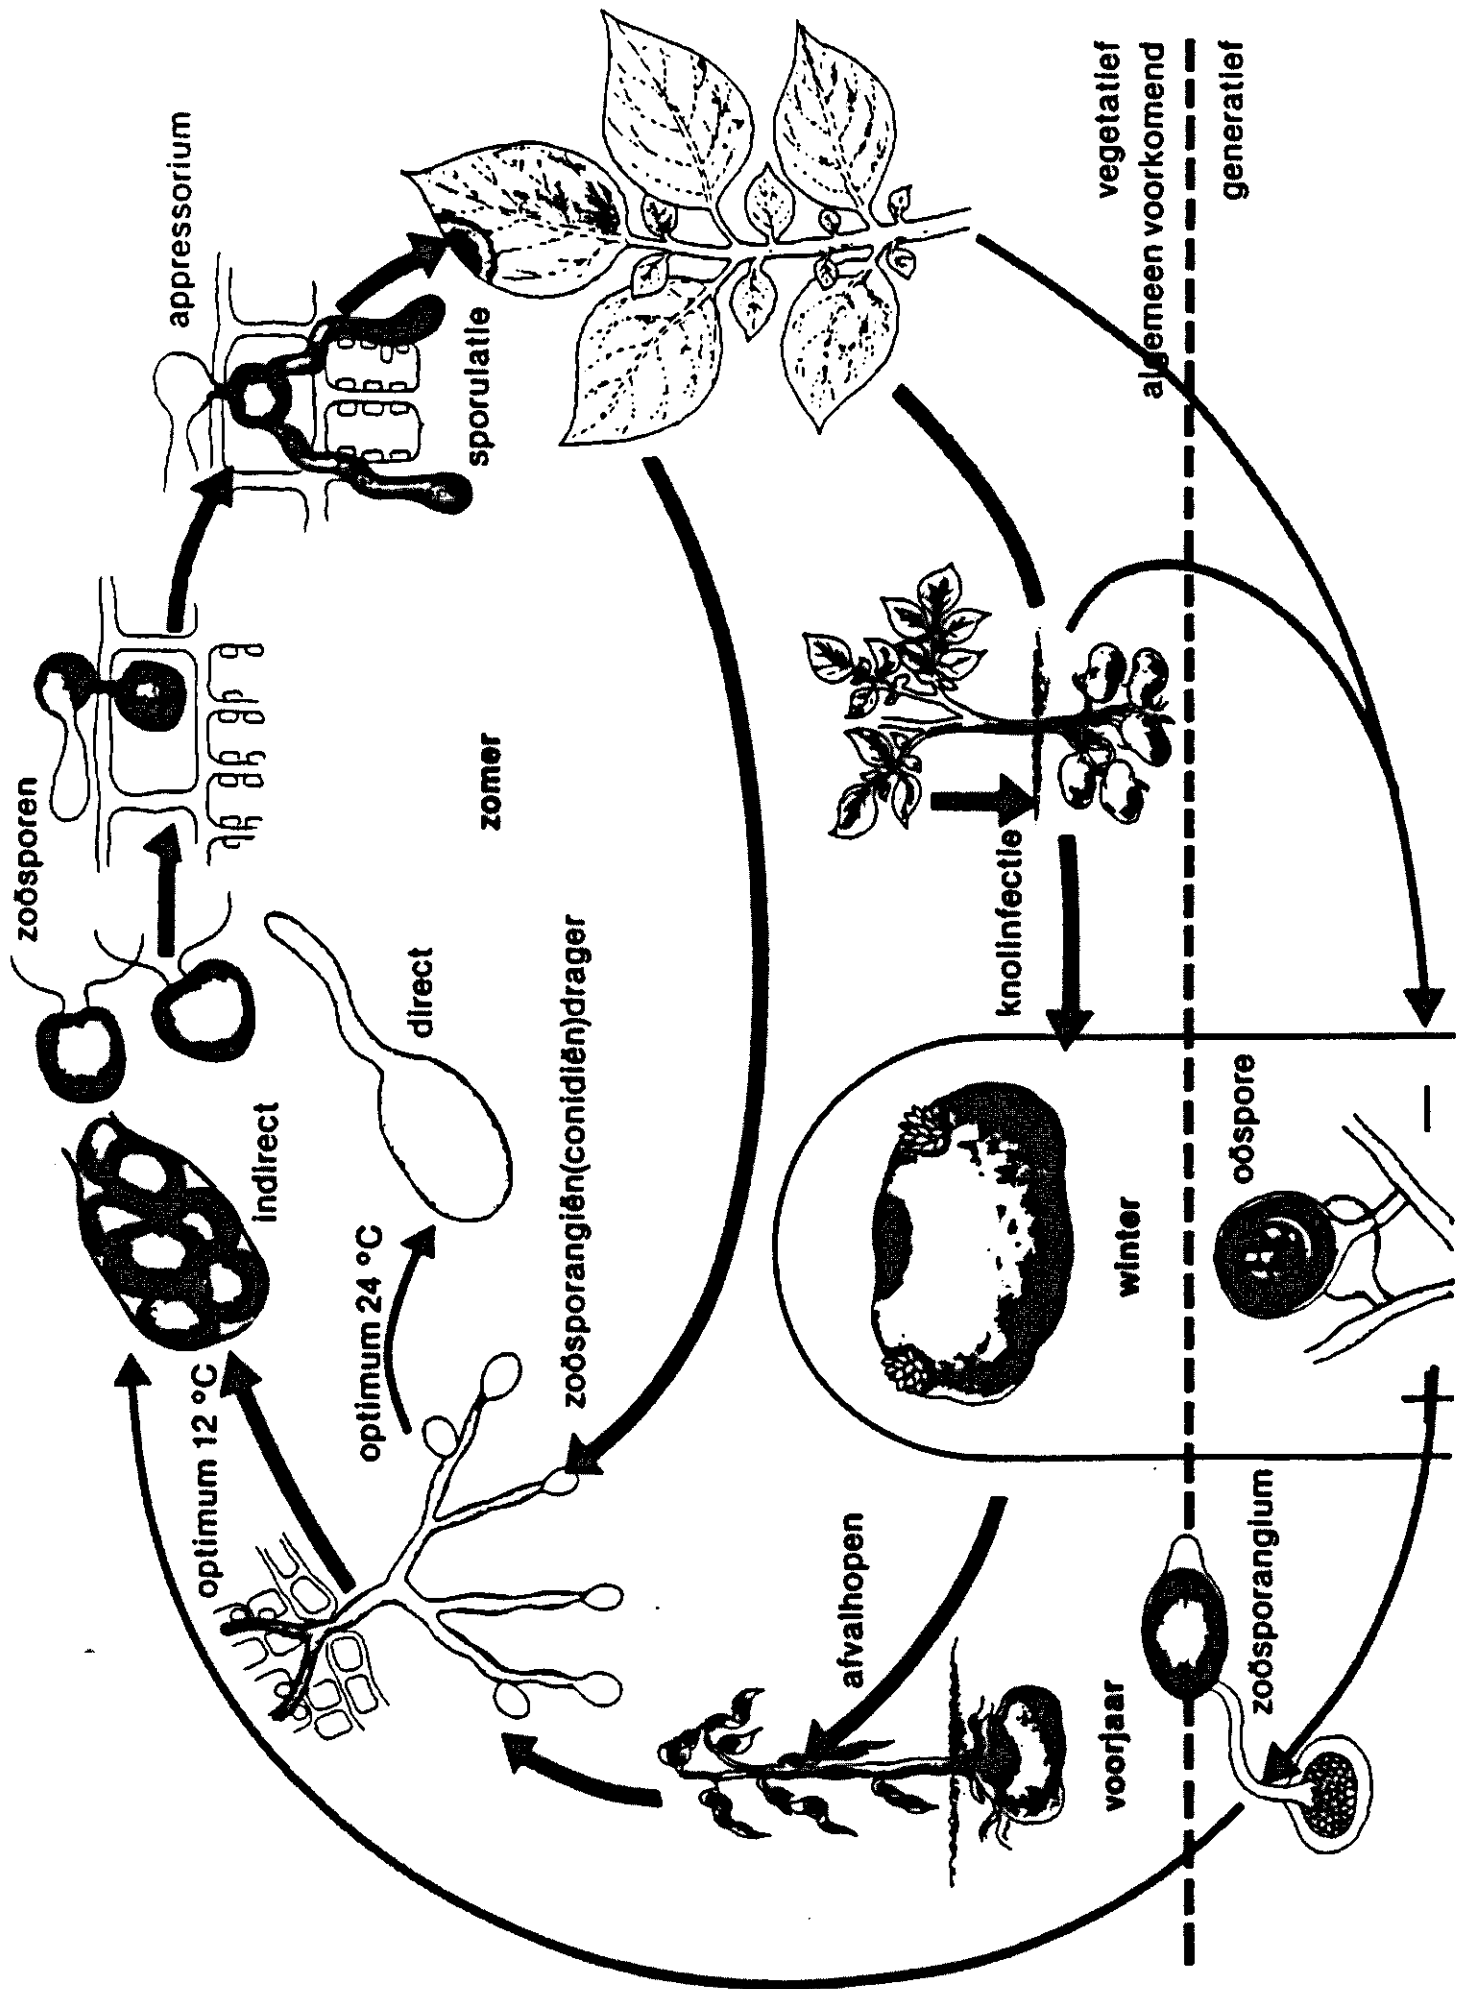 zoösporen
appressorium
indirect
optimum 12 °C
direct
optimum 24 °C
sporulatie
zomer
zoösporangiën(conidiën)drager
knolinfectie
afvalhopen
winter
voorjaar
vegetatief
algemeen voorkomend
generatief
oöspore
zoösporangium
+
–